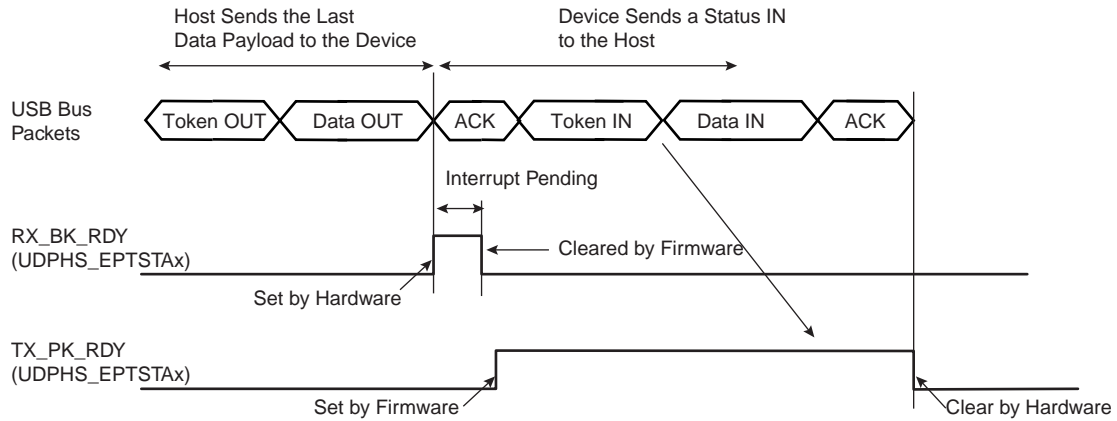 Host Sends the Last
Data Payload to the Device
Device Sends a Status IN
to the Host
USB Bus
Packets
Token OUT
Data OUT
ACK
Token IN
Data IN
ACK
Interrupt Pending
RX_BK_RDY
(UDPHS_EPTSTAx)
Cleared by Firmware
Set by Hardware
TX_PK_RDY
(UDPHS_EPTSTAx)
Set by Firmware
Clear by Hardware